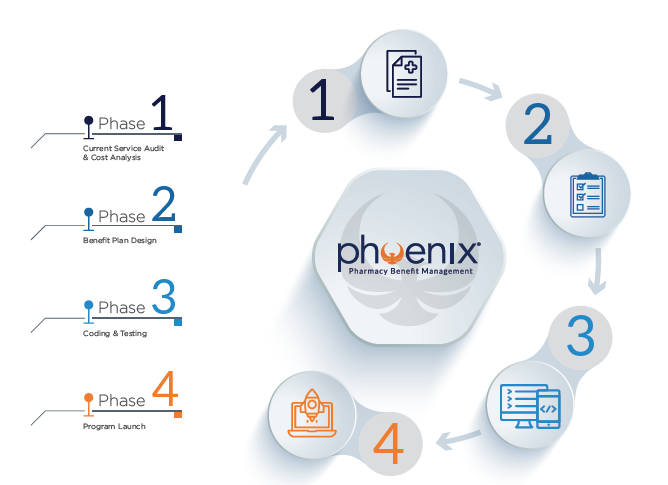 Phase 1
Current Service Audit
& Cost Analysis
Phase 2
Benefit Plan Design
Phase 3
Coding & Testing
Phase 4
Program Launch
1
2
phoenix
Pharmacy Benefit Management
3
</>
4